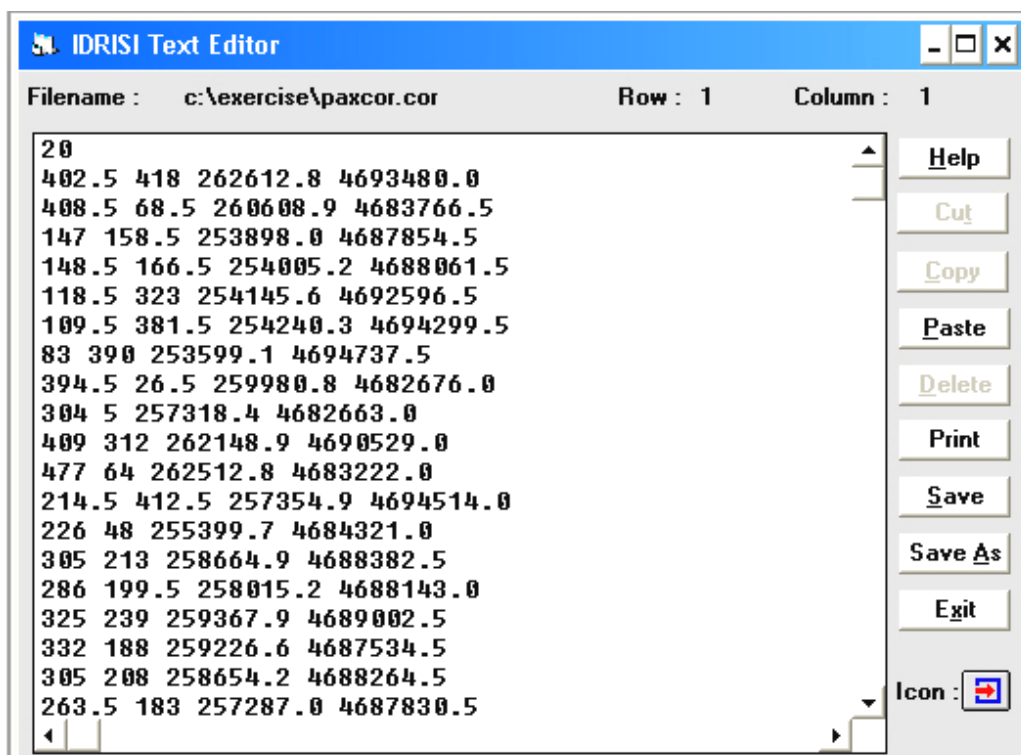 IDRISI Text Editor
Filename : c:\exercise\paxcor.cor Row : 1 Column : 1
20
402.5 418 262612.8 4693480.0
408.5 68.5 260608.9 4683766.5
147 158.5 253898.0 4687854.5
148.5 166.5 254005.2 4688061.5
118.5 323 254145.6 4692596.5
109.5 381.5 254240.3 4694299.5
83 390 253599.1 4694737.5
394.5 26.5 259980.8 4682676.0
304 5 257318.4 4682663.0
409 312 262148.9 4690529.0
477 64 262512.8 4683222.0
214.5 412.5 257354.9 4694514.0
226 48 255399.7 4684321.0
305 213 258664.9 4688382.5
286 199.5 258015.2 4688143.0
325 239 259367.9 4689002.5
332 188 259226.6 4687534.5
305 208 258654.2 4688264.5
263.5 183 257287.0 4687830.5
Help
Cut
Copy
Paste
Delete
Print
Save
Save As
Exit
Icon :